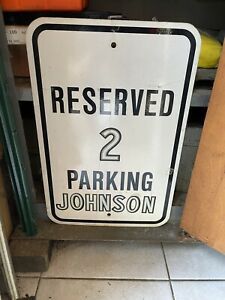 RESERVED
2
PARKING
JOHNSON